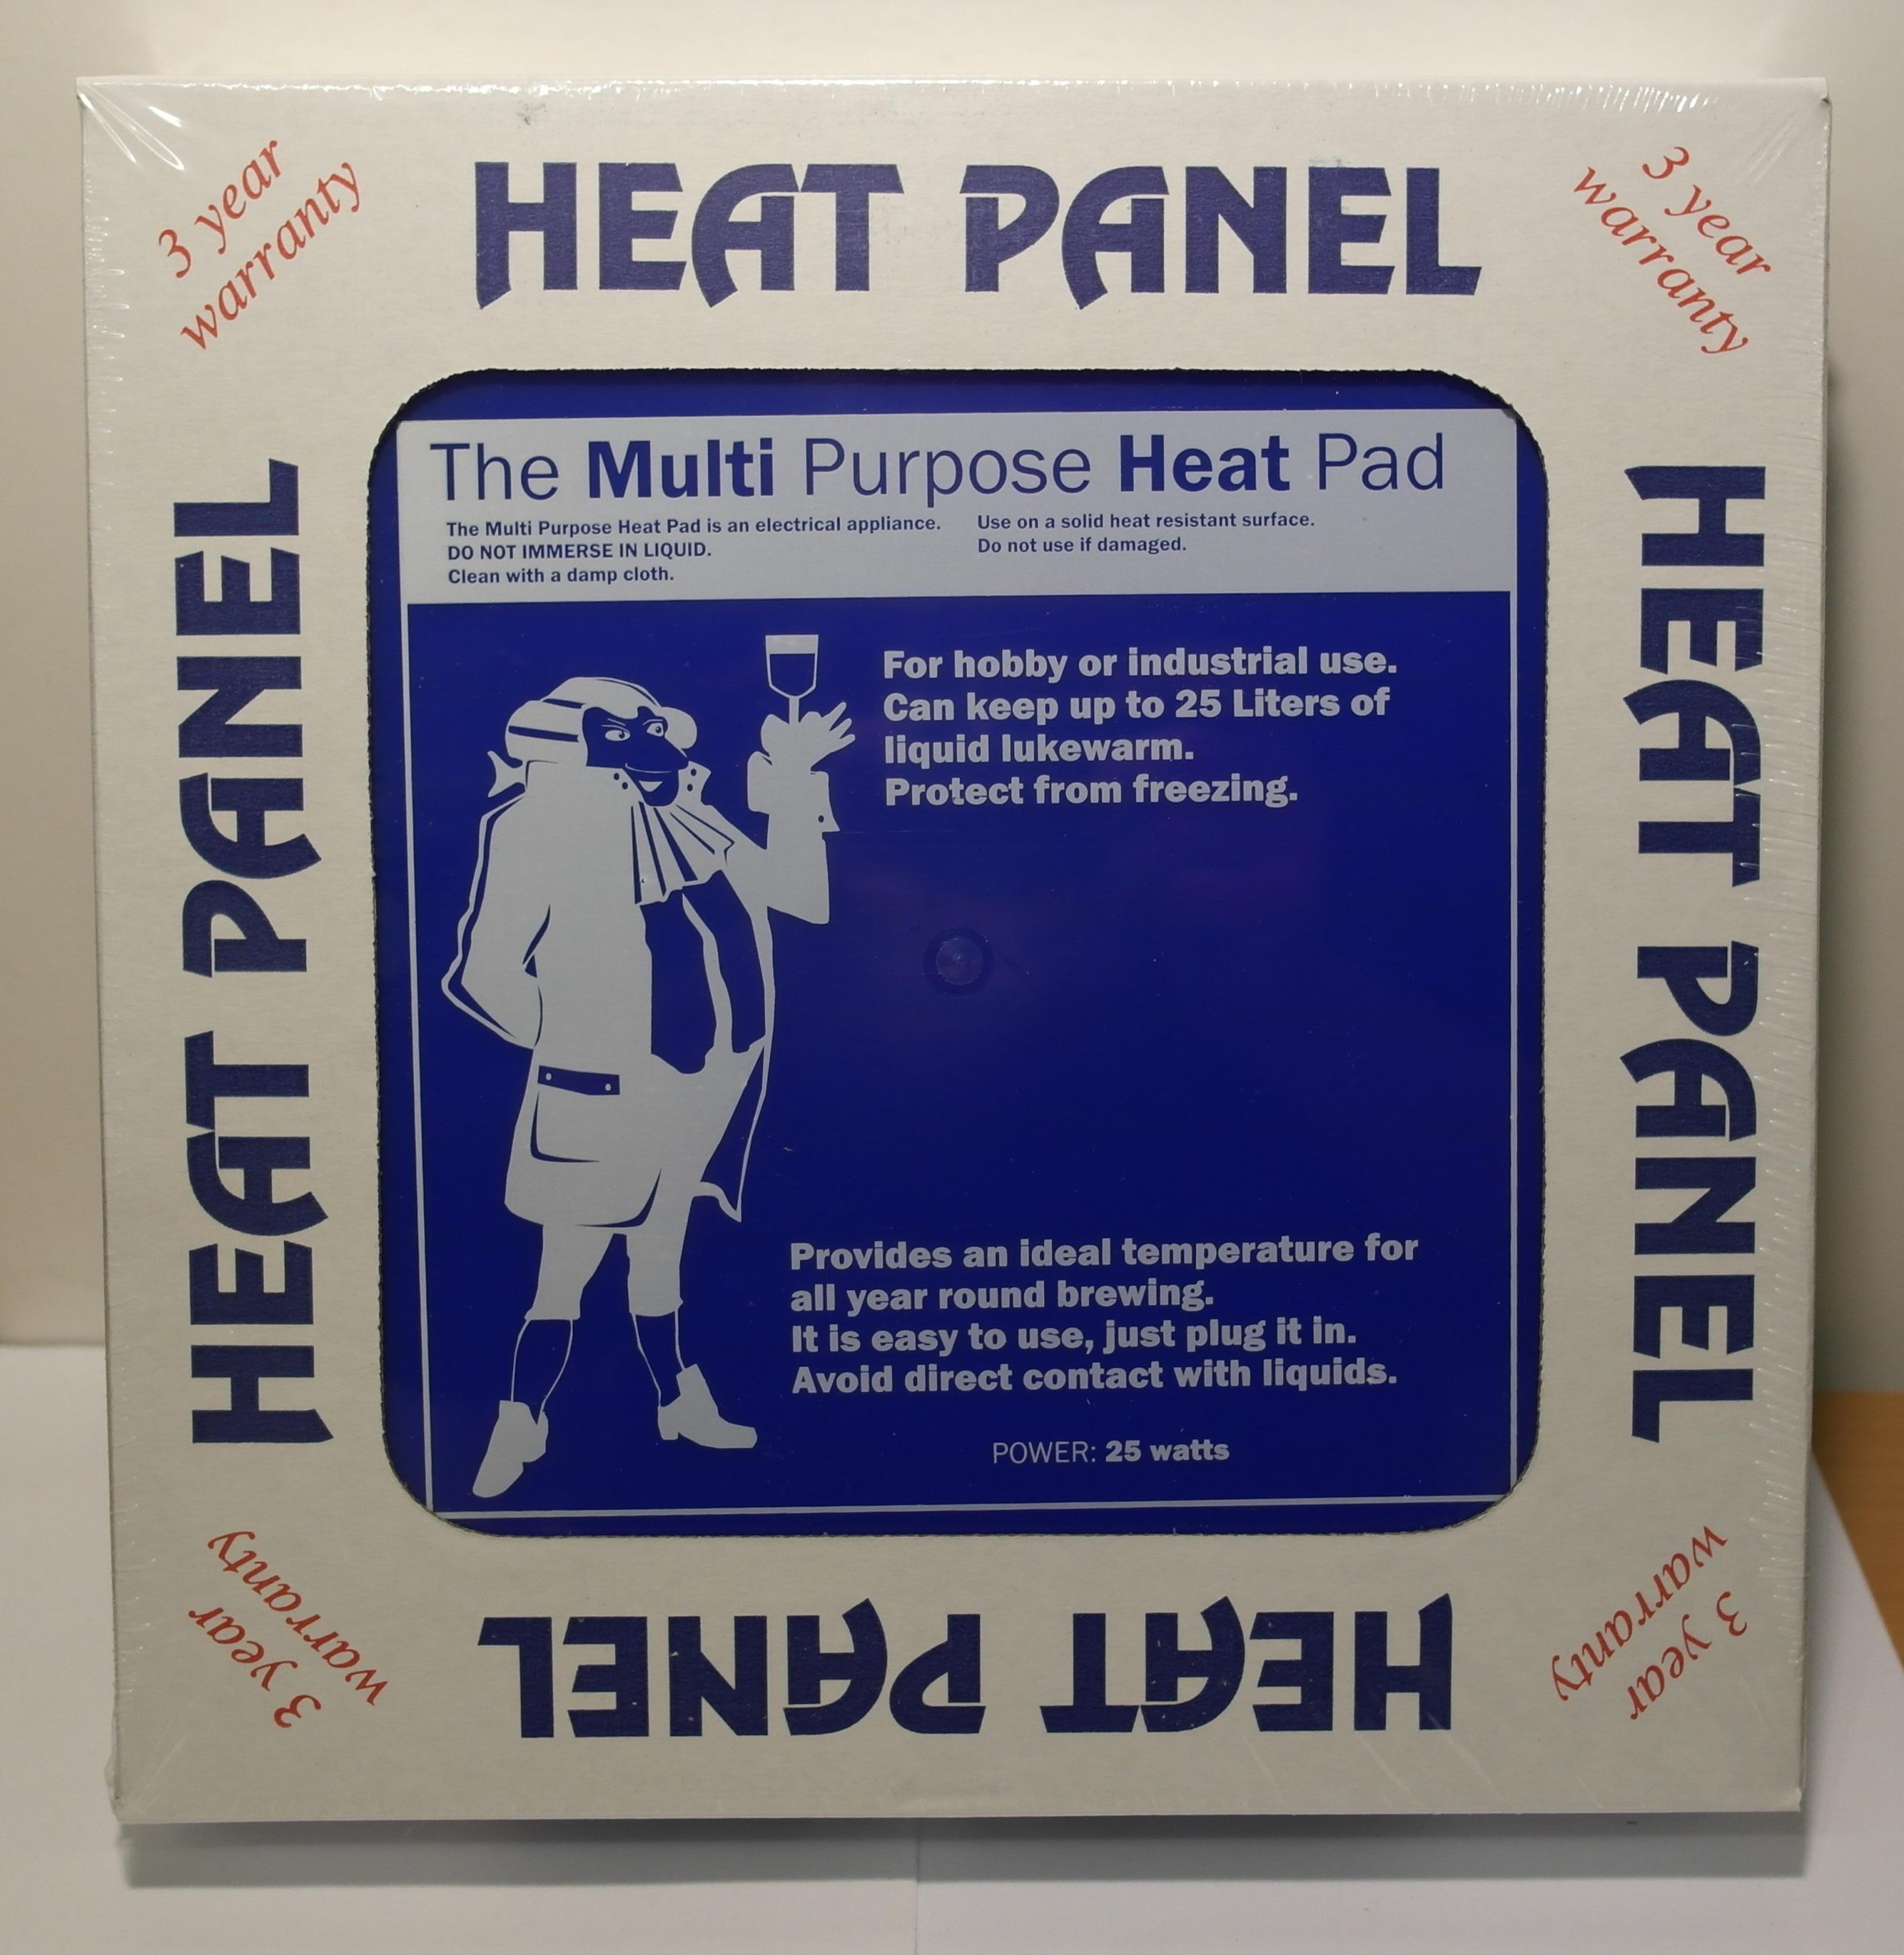 3 year
warranty
HEAT PANEL
3 year
warranty
HEAT PANEL
The Multi Purpose Heat Pad
The Multi Purpose Heat Pad is an electrical appliance.
DO NOT IMMERSE IN LIQUID.
Clean with a damp cloth.
Use on a solid heat resistant surface.
Do not use if damaged.
For hobby or industrial use.
Can keep up to 25 Liters of
liquid lukewarm.
Protect from freezing.
Provides an ideal temperature for
all year round brewing.
It is easy to use, just plug it in.
Avoid direct contact with liquids.
POWER: 25 watts
HEAT PANEL
3 year
warranty
HEAT PANEL
3 year
warranty